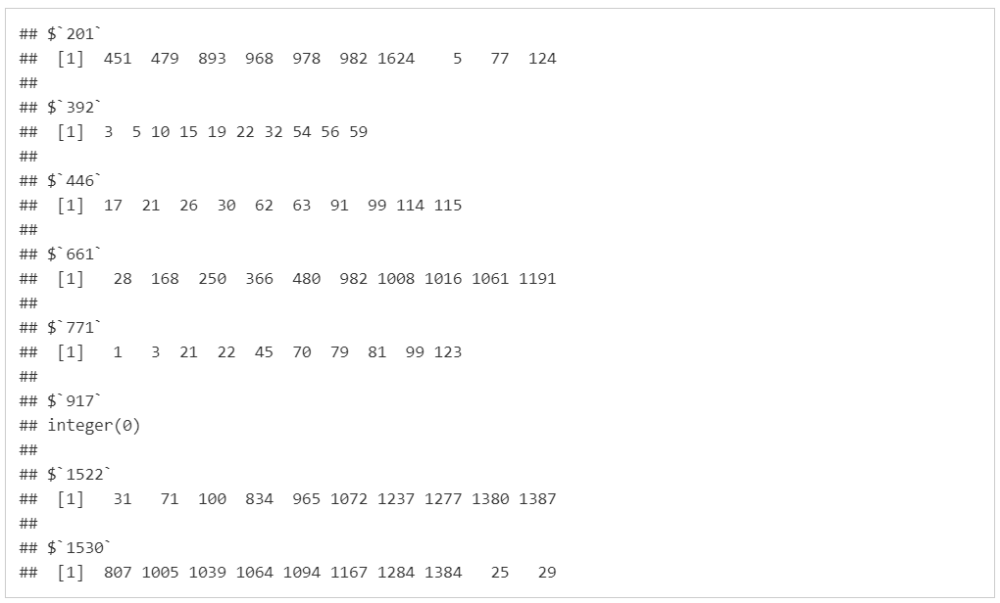 ## $`201`
##  [1]  451  479  893  968  978  982 1624    5   77  124
##
## $`392`
##  [1]  3  5 10 15 19 22 32 54 56 59
##
## $`446`
##  [1]  17  21  26  30  62  63  91  99 114 115
##
## $`661`
##  [1]   28  168  250  366  480  982 1008 1016 1061 1191
##
## $`771`
##  [1]   1   3  21  22  45  70  79  81  99 123
##
## $`917`
## integer(0)
##
## $`1522`
##  [1]   31   71  100  834  965 1072 1237 1277 1380 1387
##
## $`1530`
##  [1]  807 1005 1039 1064 1094 1167 1284 1384   25   29